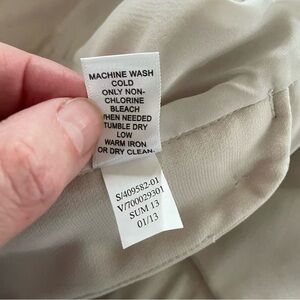 MACHINE WASH
COLD
ONLY NON-
CHLORINE
BLEACH
WHEN NEEDED
TUMBLE DRY
LOW
WARM IRON
OR DRY CLEAN.
S/409582-01
V/700029301
SUM 13
01/13